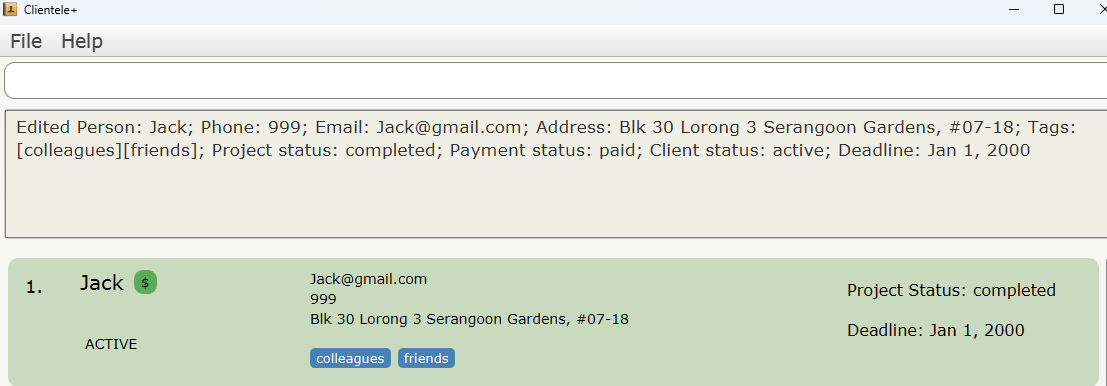 Clientele+
File Help
Edited Person: Jack; Phone: 999; Email: Jack@gmail.com; Address: Blk 30 Lorong 3 Serangoon Gardens, #07-18; Tags:
[colleagues][friends]; Project status: completed; Payment status: paid; Client status: active; Deadline: Jan 1, 2000
1. Jack $
ACTIVE
Jack@gmail.com
999
Blk 30 Lorong 3 Serangoon Gardens, #07-18
colleagues friends
Project Status: completed
Deadline: Jan 1, 2000